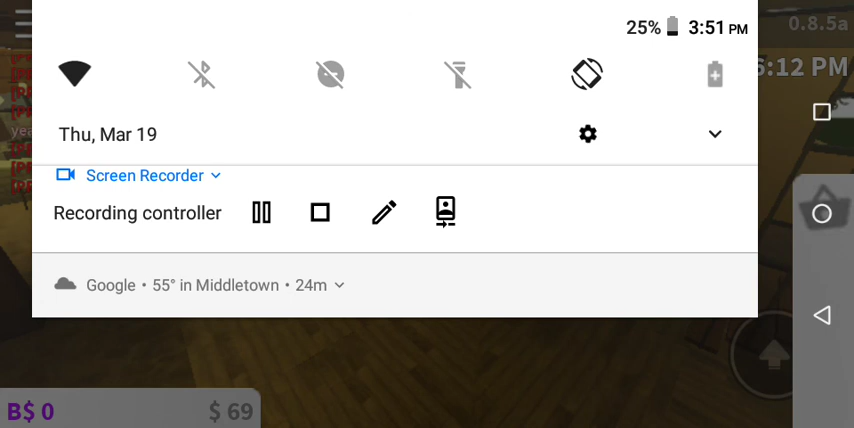 0.8.5a
25% 3:51 PM
6:12 PM
Thu, Mar 19
Screen Recorder
Recording controller
Google • 55° in Middletown • 24m
B$ 0
$ 69